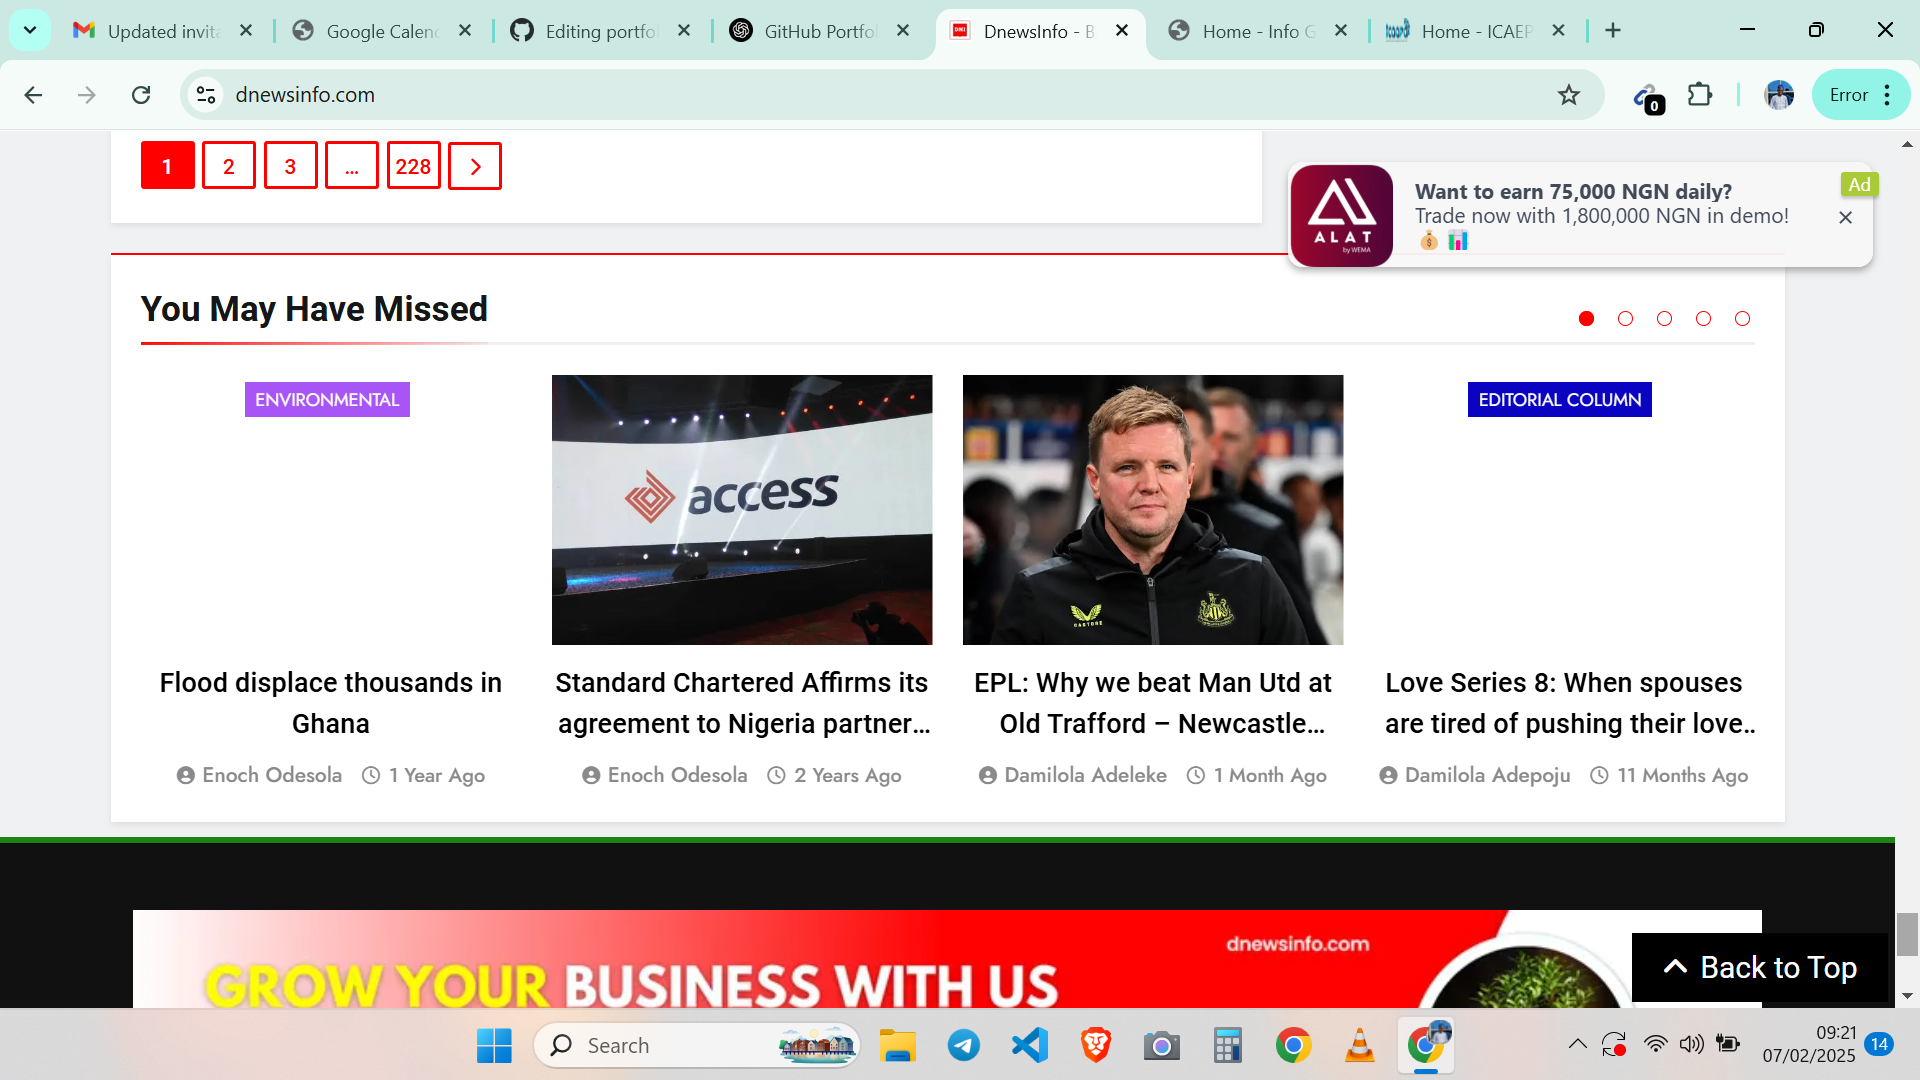 Updated invita
Google Calen
Editing portfol
GitHub Portfol
DnewsInfo - B
Home - Info G
Home - ICAEP
dnewsinfo.com
0
Error
1
2
3
...
228
Ad
Want to earn 75,000 NGN daily?
Trade now with 1,800,000 NGN in demo!
ALAT
by WEMA
You May Have Missed
ENVIRONMENTAL
access
EDITORIAL COLUMN
Flood displace thousands in
Ghana
Enoch Odesola 1 Year Ago
Standard Chartered Affirms its
agreement to Nigeria partner...
Enoch Odesola 2 Years Ago
CASTORE
EPL: Why we beat Man Utd at
Old Trafford – Newcastle...
Damilola Adeleke 1 Month Ago
Love Series 8: When spouses
are tired of pushing their love..
Damilola Adepoju 11 Months Ago
dnewsinfo.com
GROW YOUR BUSINESS WITH US
Back to Top
Search
09:21
07/02/2025
14